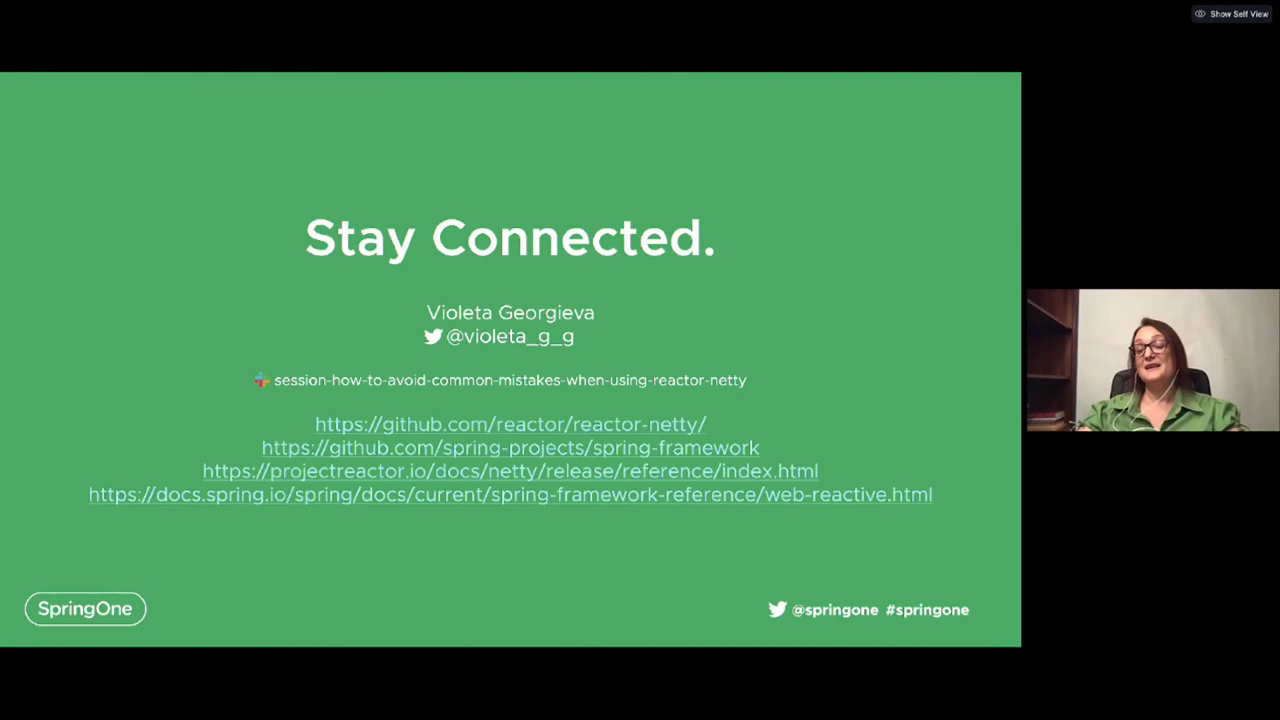 Show Self View
Stay Connected.
Violeta Georgieva
@violeta_g_g
session-how-to-avoid-common-mistakes-when-using-reactor-netty
https://github.com/reactor/reactor-netty/
https://github.com/spring-projects/spring-framework
https://projectreactor.io/docs/netty/release/reference/index.html
https://docs.spring.io/spring/docs/current/spring-framework-reference/web-reactive.html
SpringOne
@springone #springone